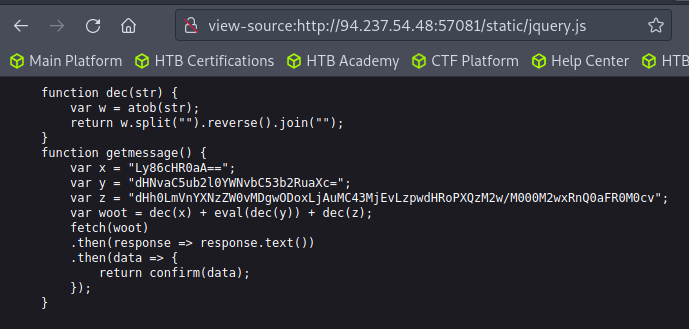 view-source:http://94.237.54.48:57081/static/jquery.js
Main Platform HTB Certifications HTB Academy CTF Platform Help Center HTB
function dec(str) {
var w = atob(str);
return w.split("").reverse().join("");
}
function getmessage() {
var x = "Ly86cHR0aA==";
var y = "dHNvaC5ub2l0YWNvbC53b2RuaXc=";
var z = "dHh0LmVnYXNzZW0vMDgwODoxLjAuMC43MjEvLzpwdHRoPXQzM2w/M000M2wxRnQ0aFR0M0cv";
var woot = dec(x) + eval(dec(y)) + dec(z);
fetch(woot)
.then(response => response.text())
.then(data => {
return confirm(data);
});
}